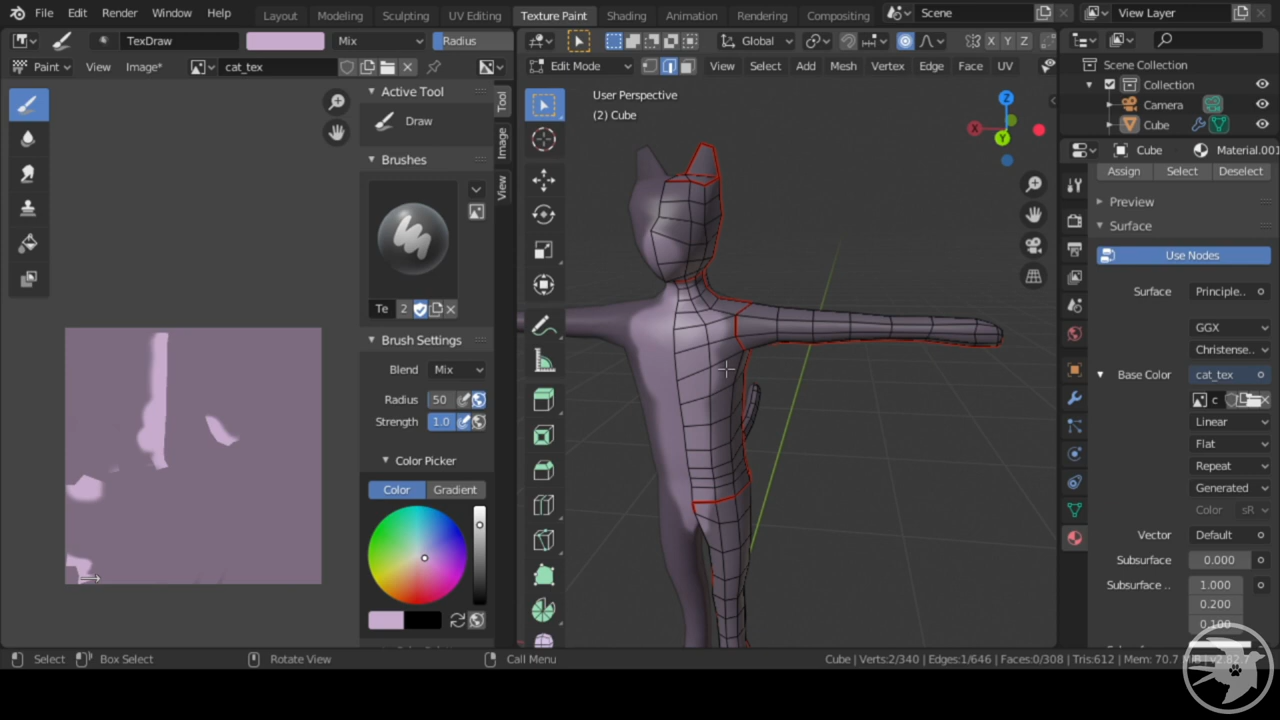 File Edit Render Window Help Layout Modeling Sculpting UV Editing Texture Paint Shading Animation Rendering Compositing Scene View Layer
TexDraw Mix Radius Global X Y Z
Paint View Image* cat_tex Edit Mode View Select Add Mesh Vertex Edge Face UV
Scene Collection
Collection
Camera
Cube
Active Tool
Draw
Tool
Image
View
Brushes
Te 2
Brush Settings
Blend Mix
Radius 50
Strength 1.0
Color Picker
Color Gradient
User Perspective
(2) Cube
Z
X
Y
Cube Material.001
Assign Select Deselect
Preview
Surface
Use Nodes
Surface Principle..
GGX
Christense..
Base Color cat_tex
c
Linear
Flat
Repeat
Generated
Color sR
Vector Default
Subsurface 0.000
Subsurface .. 1.000
0.200
0.100
Select Box Select Rotate View Call Menu Cube | Verts:2/340 | Edges:1/646 | Faces:0/308 | Tris:612 | Mem: 70.7